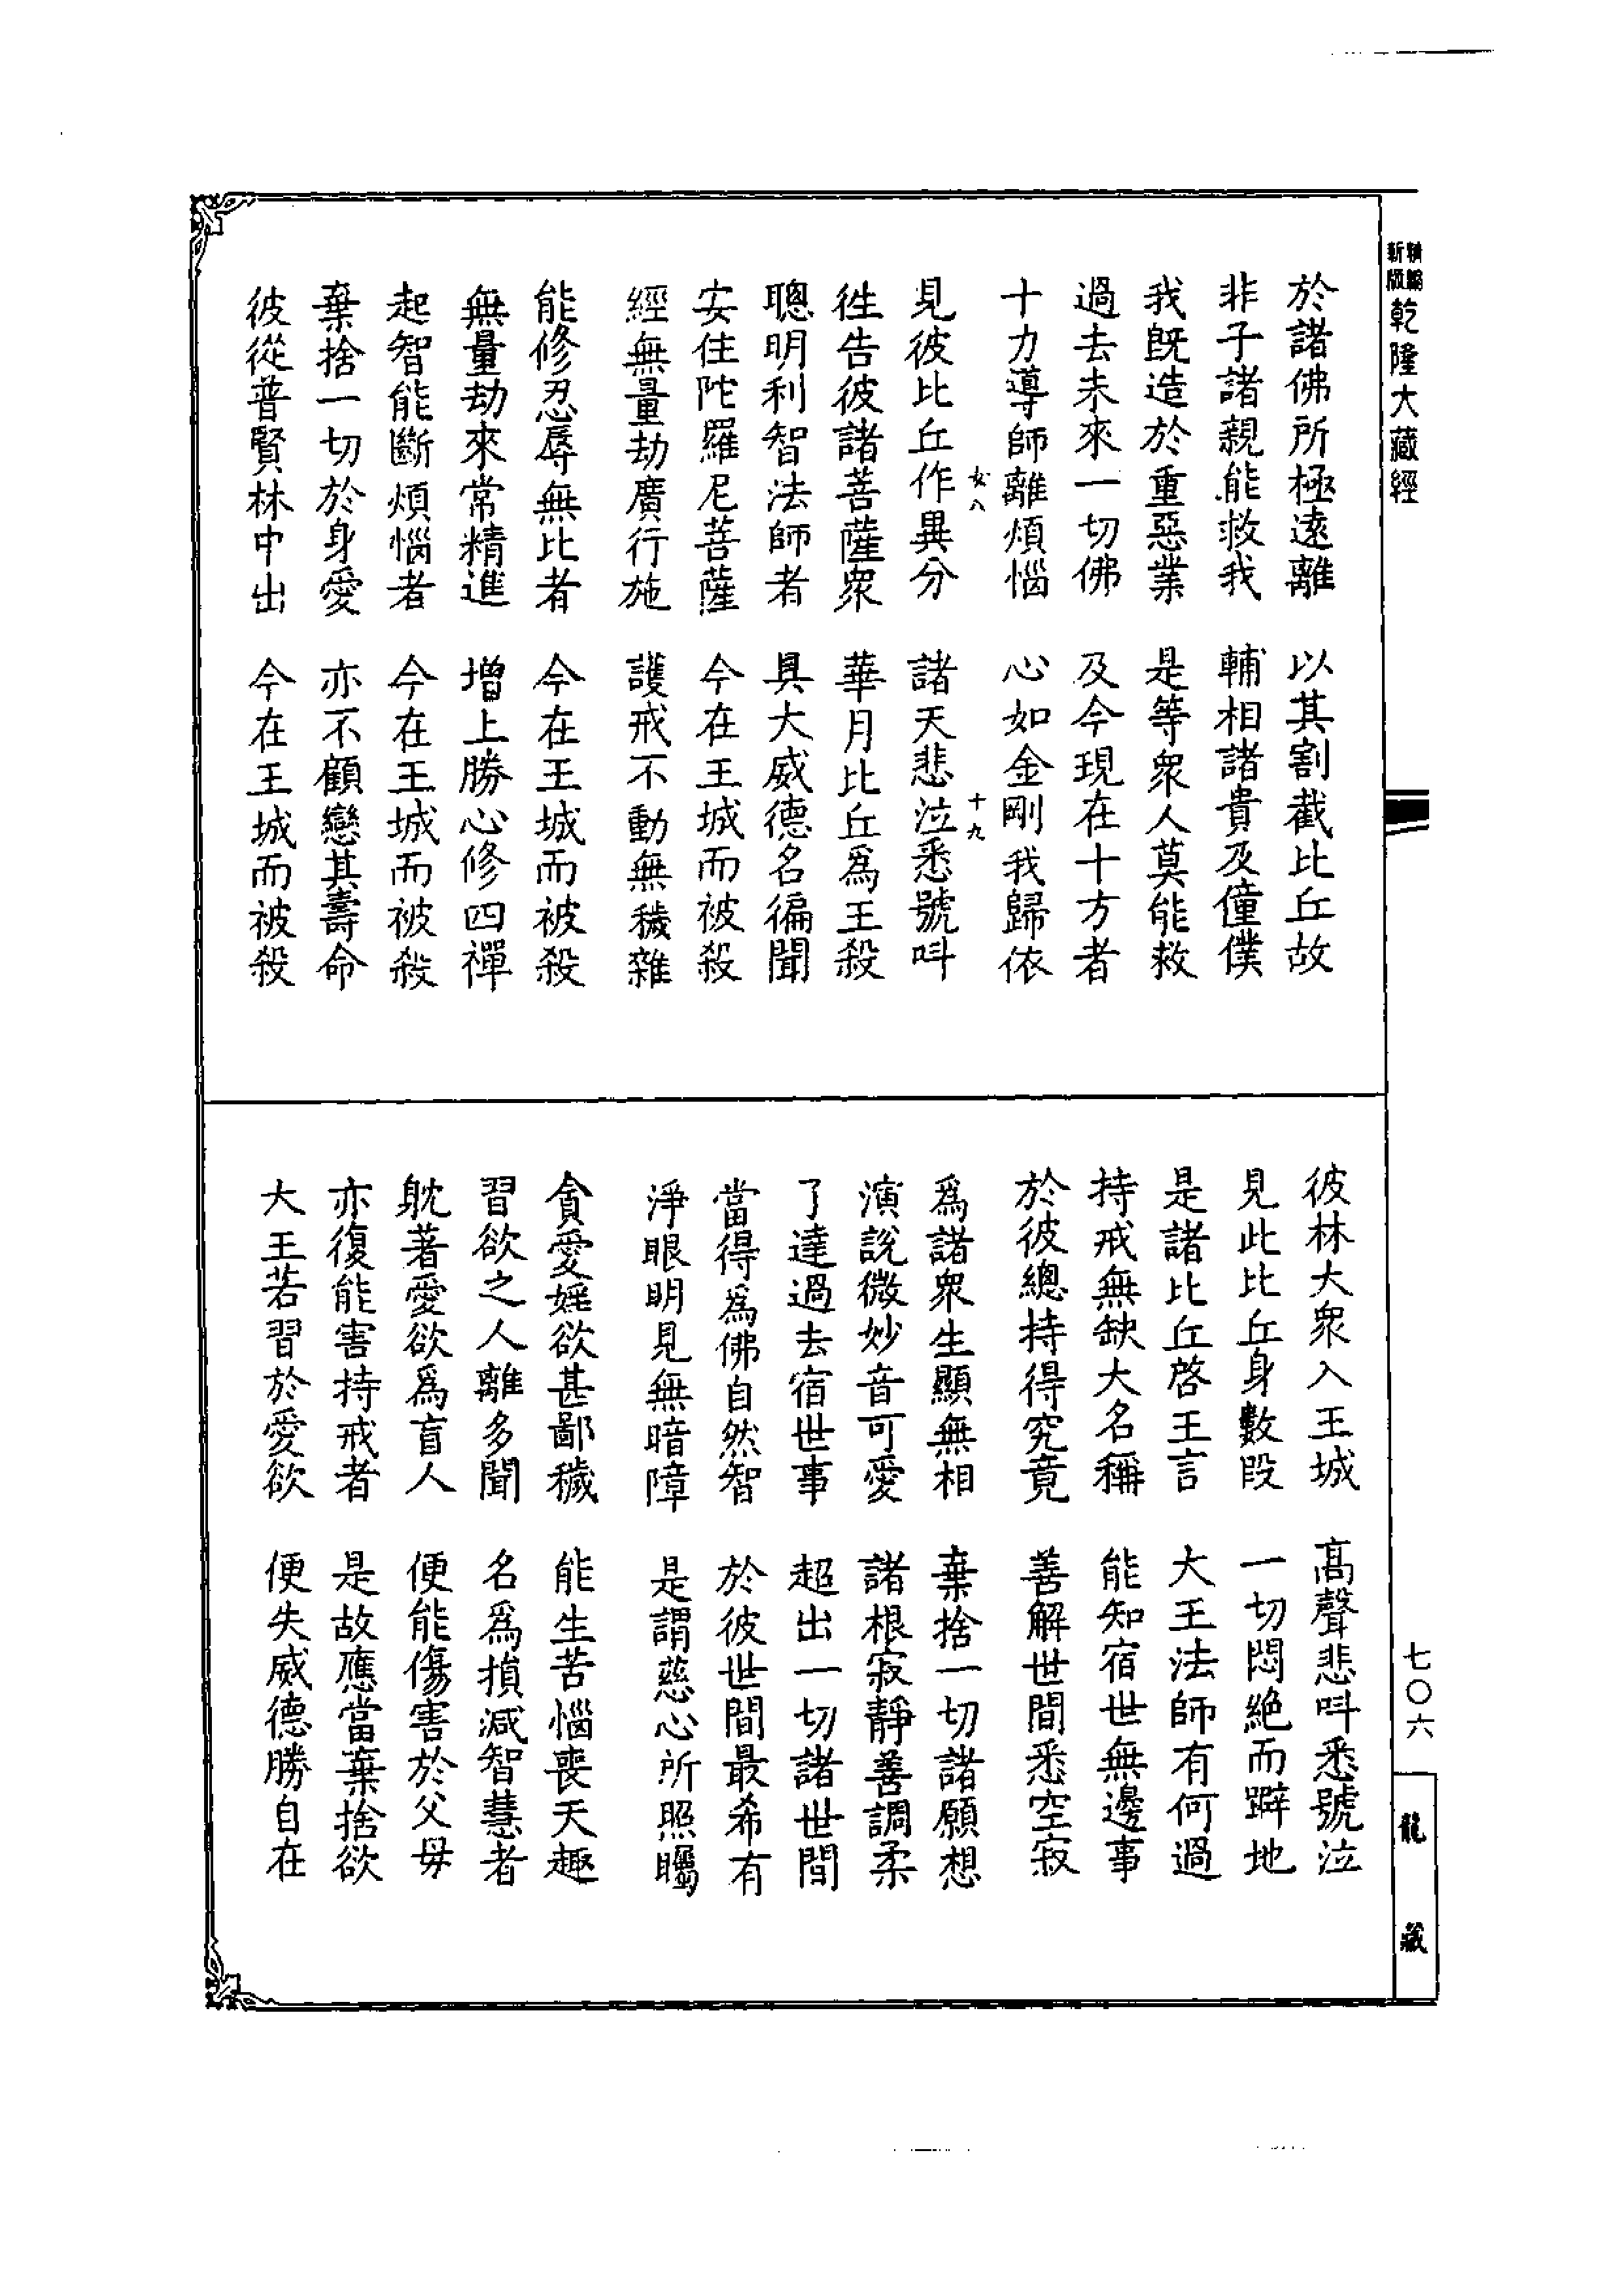 新編縮版 乾隆大藏經
於諸佛所極遠離 以其割截比丘故
非子諸親能救我 輔相諸貴及僮僕
我既造於重惡業 是等衆人莫能救
過去未來一切佛 及今現在十方者
十力導師離煩惱 心如金剛我歸依
女八 十九
見彼比丘作異分 諸天悲泣悉號叫
徃告彼諸菩薩衆 華月比丘爲王殺
聰明利智法師者 具大威德名徧聞
安住陀羅尼菩薩 今在王城而被殺
經無量劫廣行施 護戒不動無穢雜
能修忍辱無比者 今在王城而被殺
無量劫來常精進 增上勝心修四禪
起智能斷煩惱者 今在王城而被殺
棄捨一切於身愛 亦不顧戀其壽命
彼從普賢林中出 今在王城而被殺
彼林大衆入王城 高聲悲叫悉號泣
見此比丘身數段 一切悶絶而躃地
是諸比丘啓王言 大王法師有何過
持戒無缺大名稱 能知宿世無邊事
於彼總持得究竟 善解世間悉空寂
爲諸衆生顯無相 棄捨一切諸願想
演說微妙音可愛 諸根寂靜善調柔
了達過去宿世事 超出一切諸世間
當得爲佛自然智 於彼世間最希有
淨眼明見無暗障 是謂慈心所照矚
貪愛婬欲甚鄙穢 能生苦惱喪天趣
習欲之人離多聞 名爲損減智慧者
躭著愛欲爲盲人 便能傷害於父毋
亦復能害持戒者 是故應當棄捨欲
大王若習於愛欲 便失威德勝自在
七〇六
龍藏